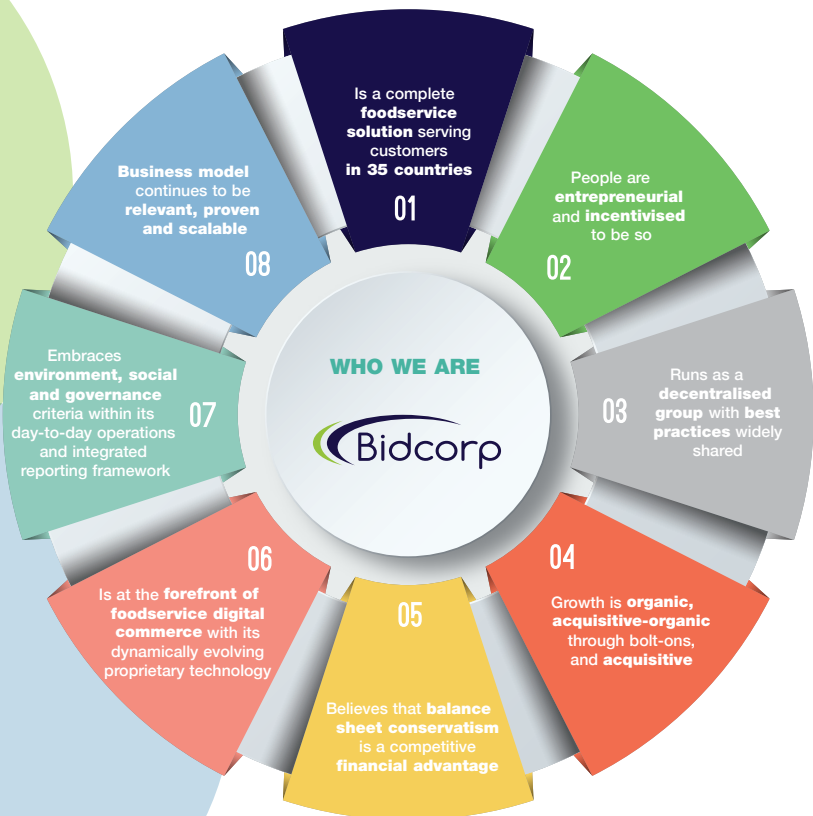 WHO WE ARE
Bidcorp
Is a complete
foodservice
solution serving
customers
in 35 countries
01
People are
entrepreneurial
and incentivised
to be so
02
Runs as a
decentralised
group with best
practices widely
shared
03
04
Growth is organic,
acquisitive-organic
through bolt-ons,
and acquisitive
05
Believes that balance
sheet conservatism
is a competitive
financial advantage
06
Is at the forefront of
foodservice digital
commerce with its
dynamically evolving
proprietary technology
Embraces
environment, social
and governance
criteria within its
day-to-day operations
and integrated
reporting framework
07
Business model
continues to be
relevant, proven
and scalable
08